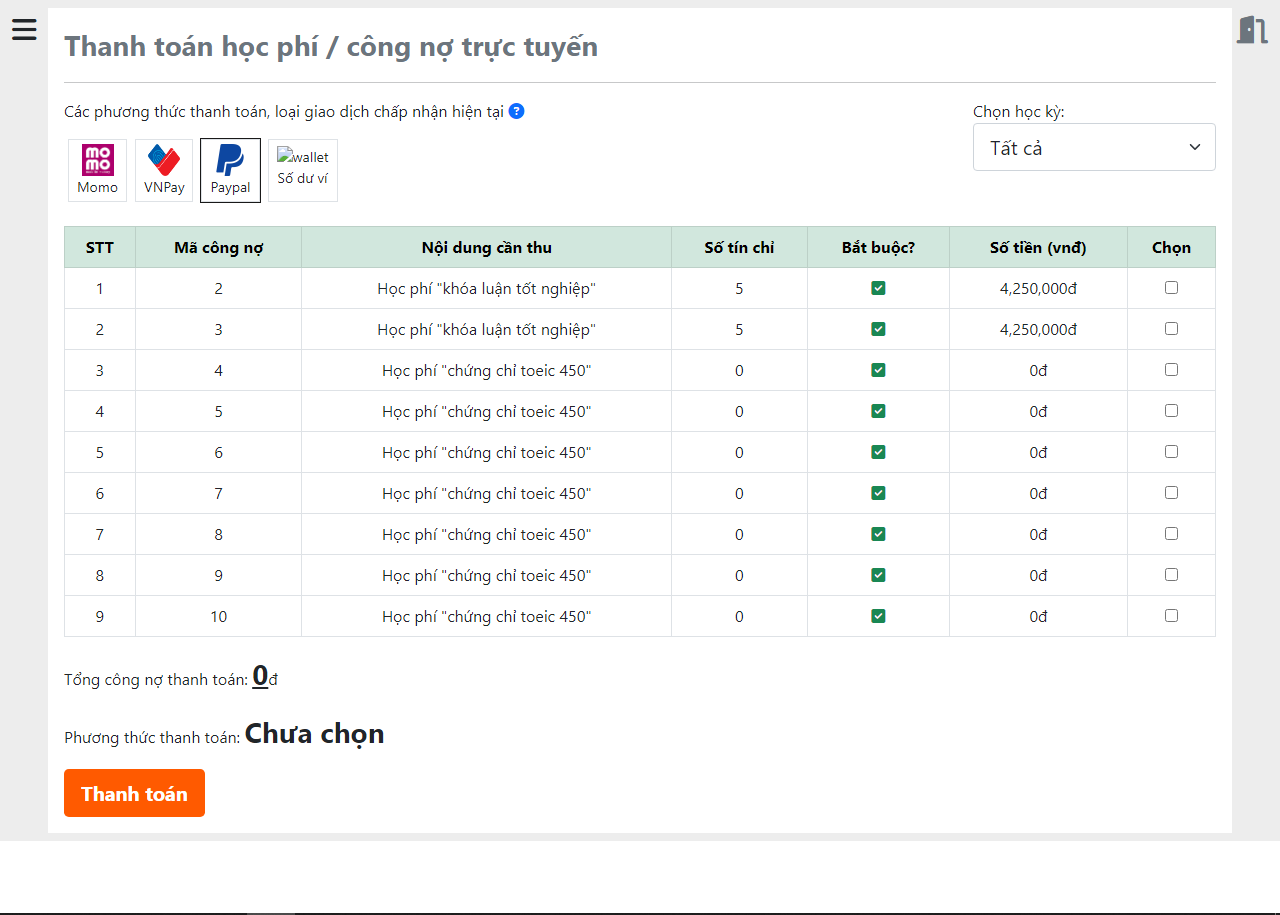 Thanh toán học phí / công nợ trực tuyến
Các phương thức thanh toán, loại giao dịch chấp nhận hiện tại ?
Chọn học kỳ:
Tất cả
mo
mo
Momo
VNPay
Paypal
wallet
Số dư ví
STT Mã công nợ Nội dung cần thu Số tín chỉ Bắt buộc? Số tiền (vnđ) Chọn
1 2 Học phí "khóa luận tốt nghiệp" 5 4,250,000đ
2 3 Học phí "khóa luận tốt nghiệp" 5 4,250,000đ
3 4 Học phí "chứng chỉ toeic 450" 0 0đ
4 5 Học phí "chứng chỉ toeic 450" 0 0đ
5 6 Học phí "chứng chỉ toeic 450" 0 0đ
6 7 Học phí "chứng chỉ toeic 450" 0 0đ
7 8 Học phí "chứng chỉ toeic 450" 0 0đ
8 9 Học phí "chứng chỉ toeic 450" 0 0đ
9 10 Học phí "chứng chỉ toeic 450" 0 0đ
Tổng công nợ thanh toán: 0đ
Phương thức thanh toán: Chưa chọn
Thanh toán